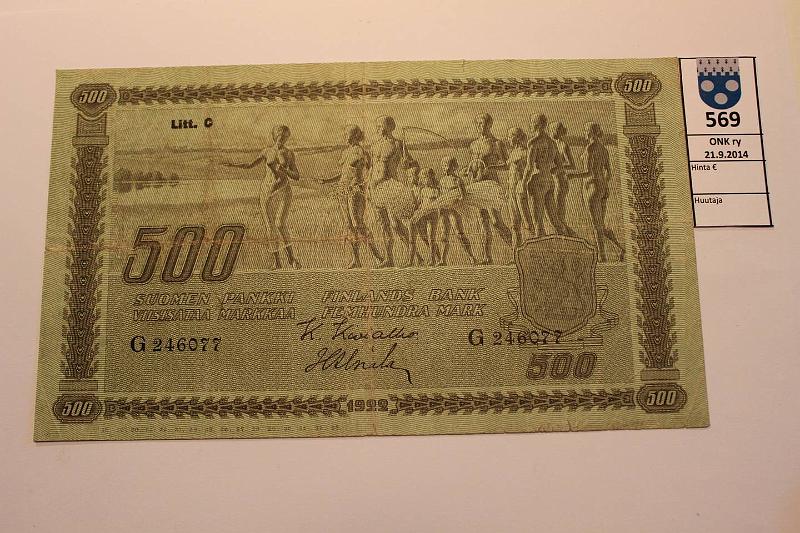 500
500
Litt. C
500
SUOMEN PANKKI FINLANDS BANK
VIISISATAA MARKKAA FEMHUNDRA MARK
G 246077
G 246077
500
500
1922
500
569
ONK ry
21.9.2014
Hinta €
Huutaja